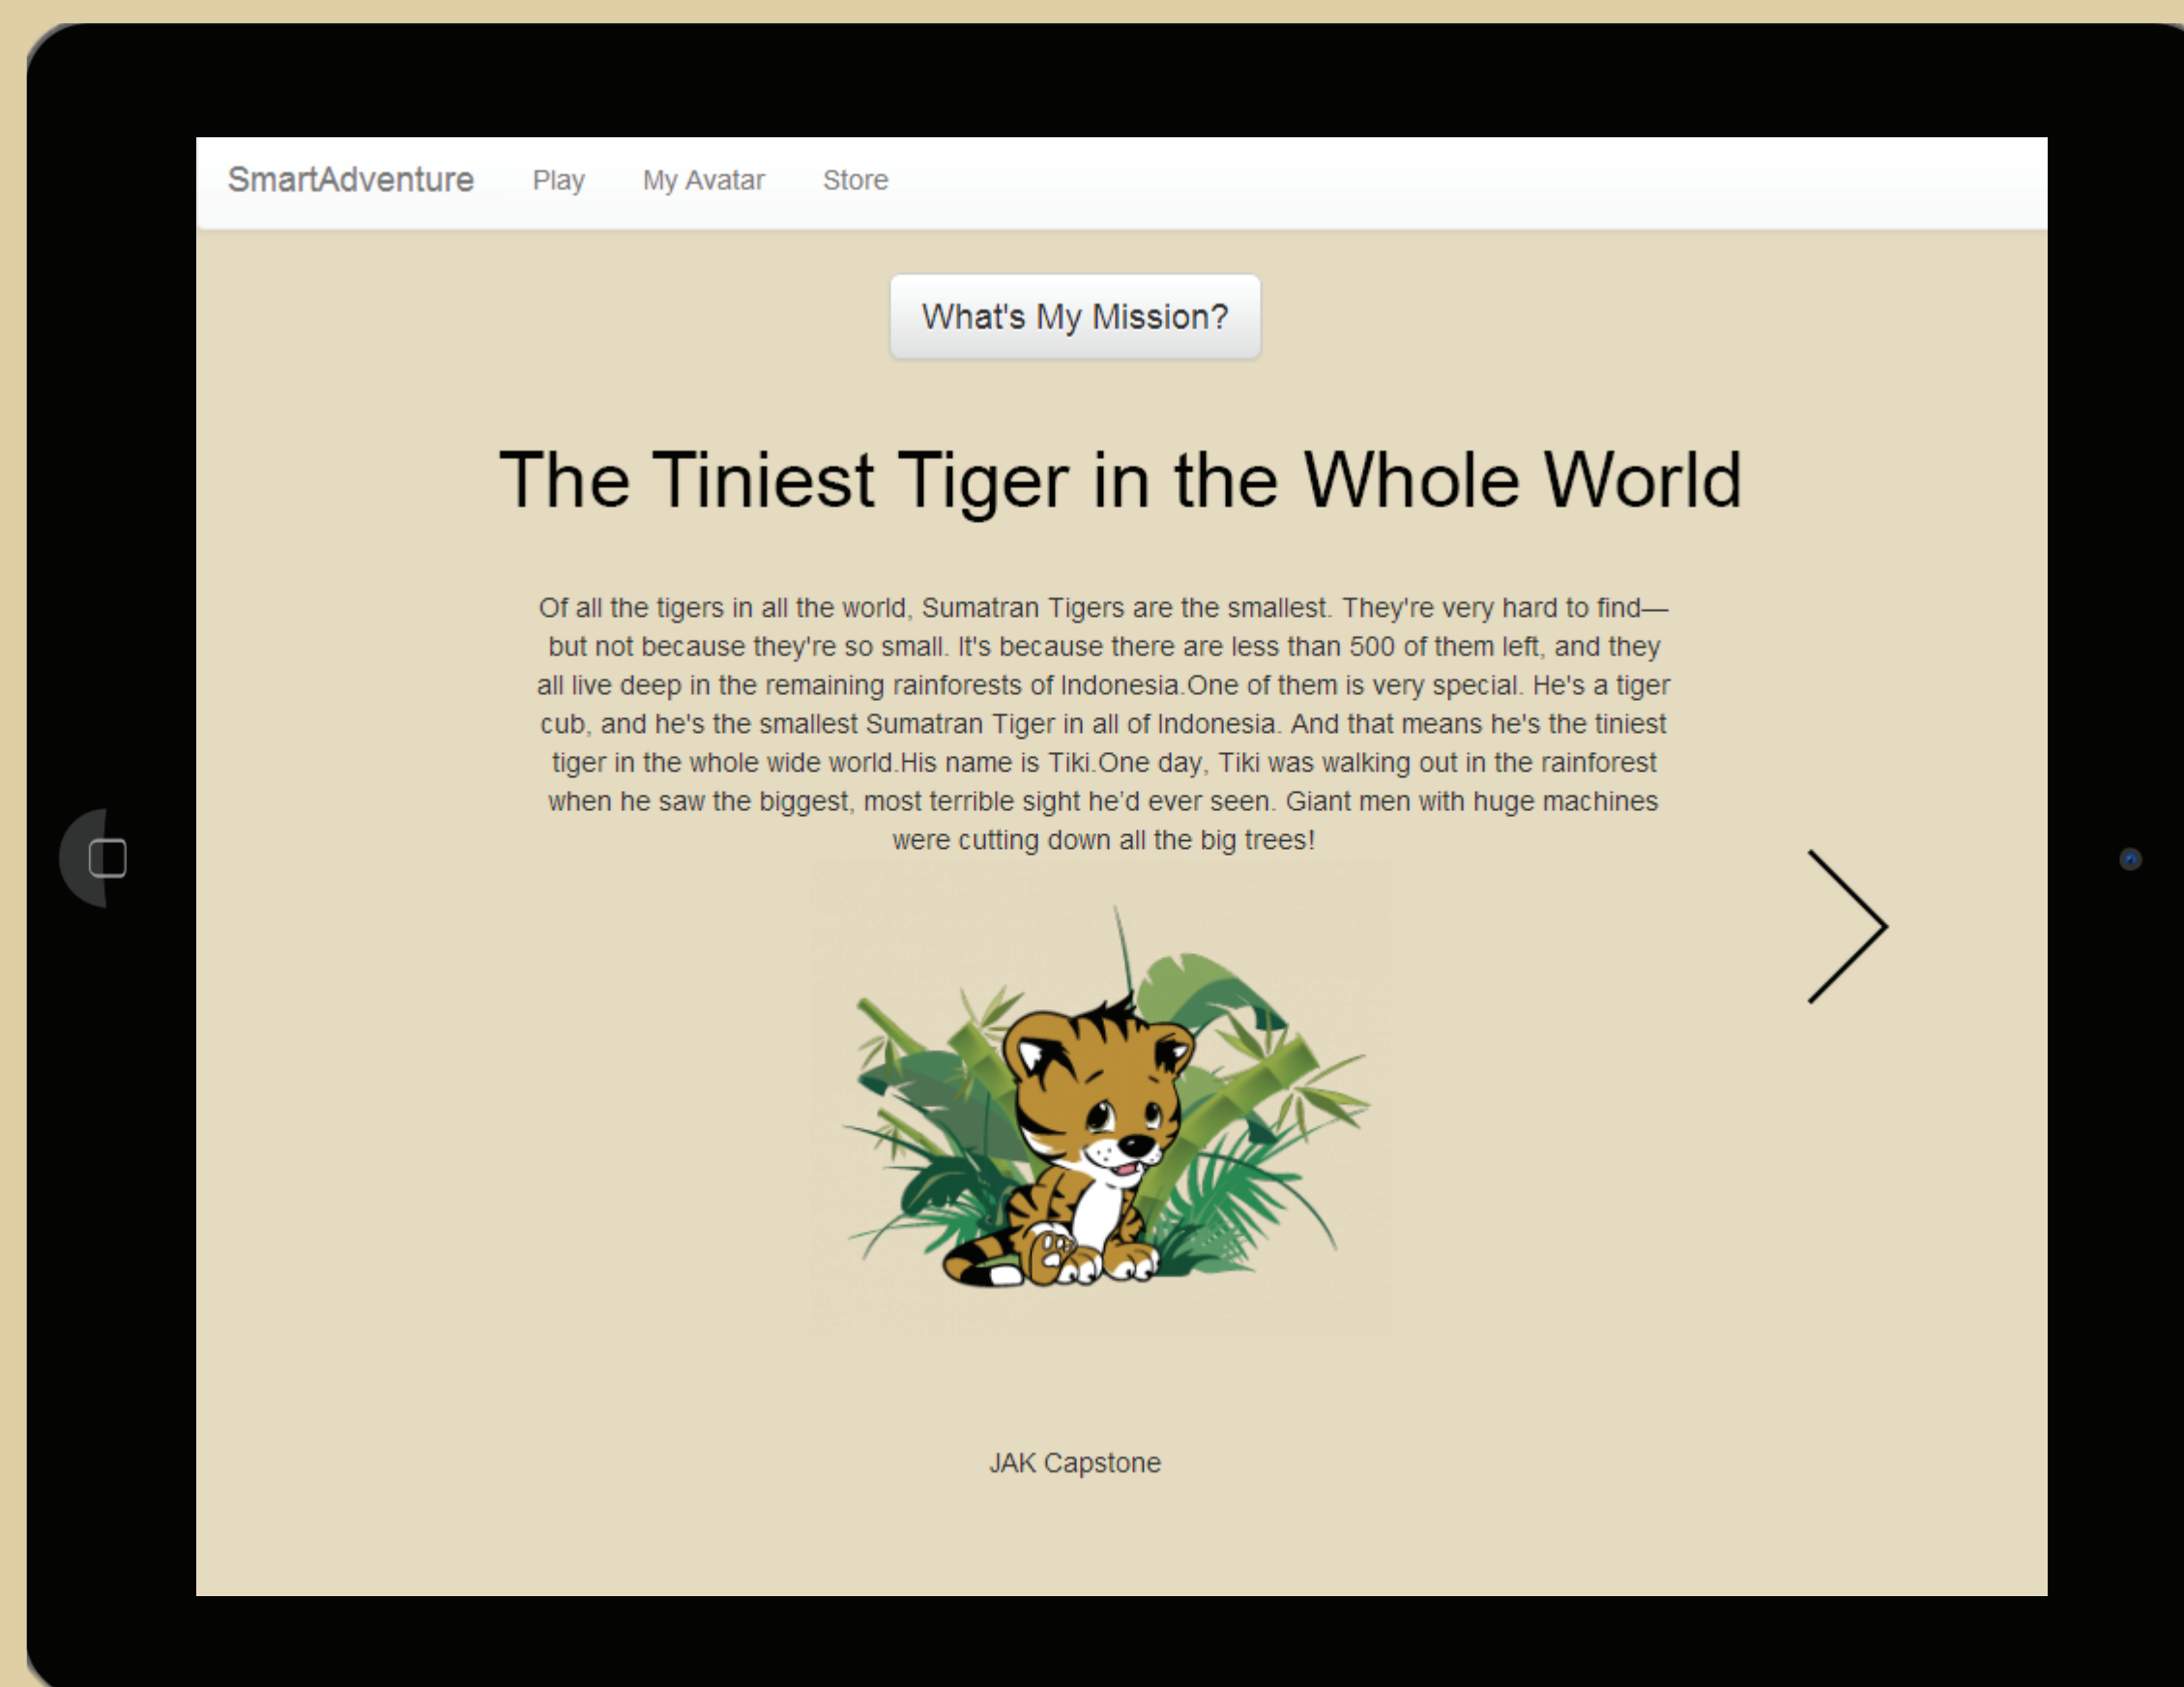 SmartAdventure Play My Avatar Store
What's My Mission?
The Tiniest Tiger in the Whole World
Of all the tigers in all the world, Sumatran Tigers are the smallest. They're very hard to find—
but not because they're so small. It's because there are less than 500 of them left, and they
all live deep in the remaining rainforests of Indonesia.One of them is very special. He's a tiger
cub, and he's the smallest Sumatran Tiger in all of Indonesia. And that means he's the tiniest
tiger in the whole wide world.His name is Tiki.One day, Tiki was walking out in the rainforest
when he saw the biggest, most terrible sight he’d ever seen. Giant men with huge machines
were cutting down all the big trees!
JAK Capstone